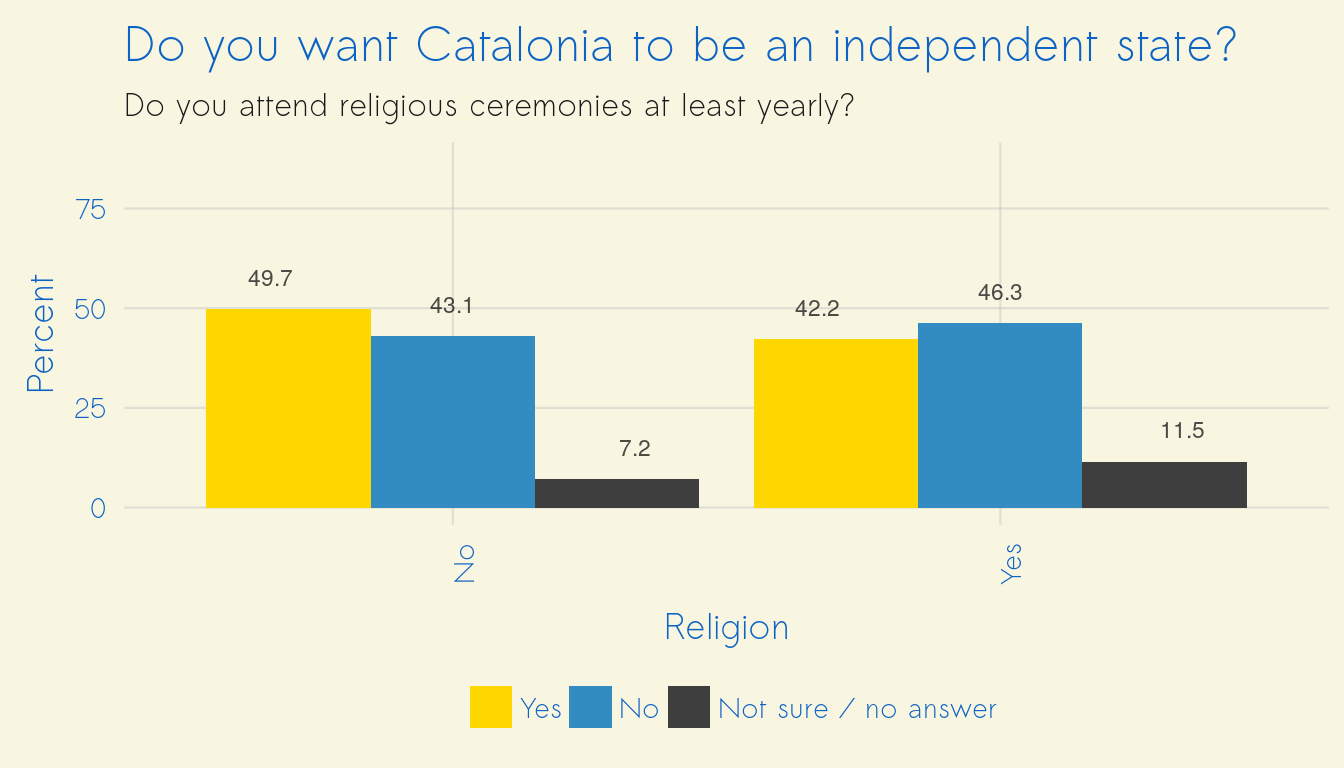 Do you want Catalonia to be an independent state?
Do you attend religious ceremonies at least yearly?
Percent
75
50
25
0
49.7
43.1
7.2
42.2
46.3
11.5
No
Yes
Religion
Yes No Not sure / no answer